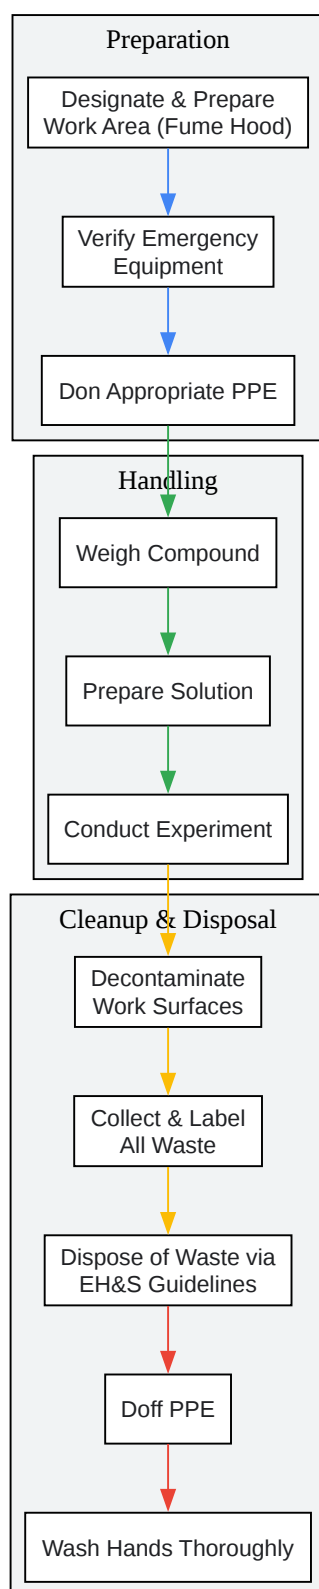 Preparation
Designate & Prepare
Work Area (Fume Hood)
Verify Emergency
Equipment
Don Appropriate PPE
Handling
Weigh Compound
Prepare Solution
Conduct Experiment
Cleanup & Disposal
Decontaminate
Work Surfaces
Collect & Label
All Waste
Dispose of Waste via
EH&S Guidelines
Doff PPE
Wash Hands Thoroughly